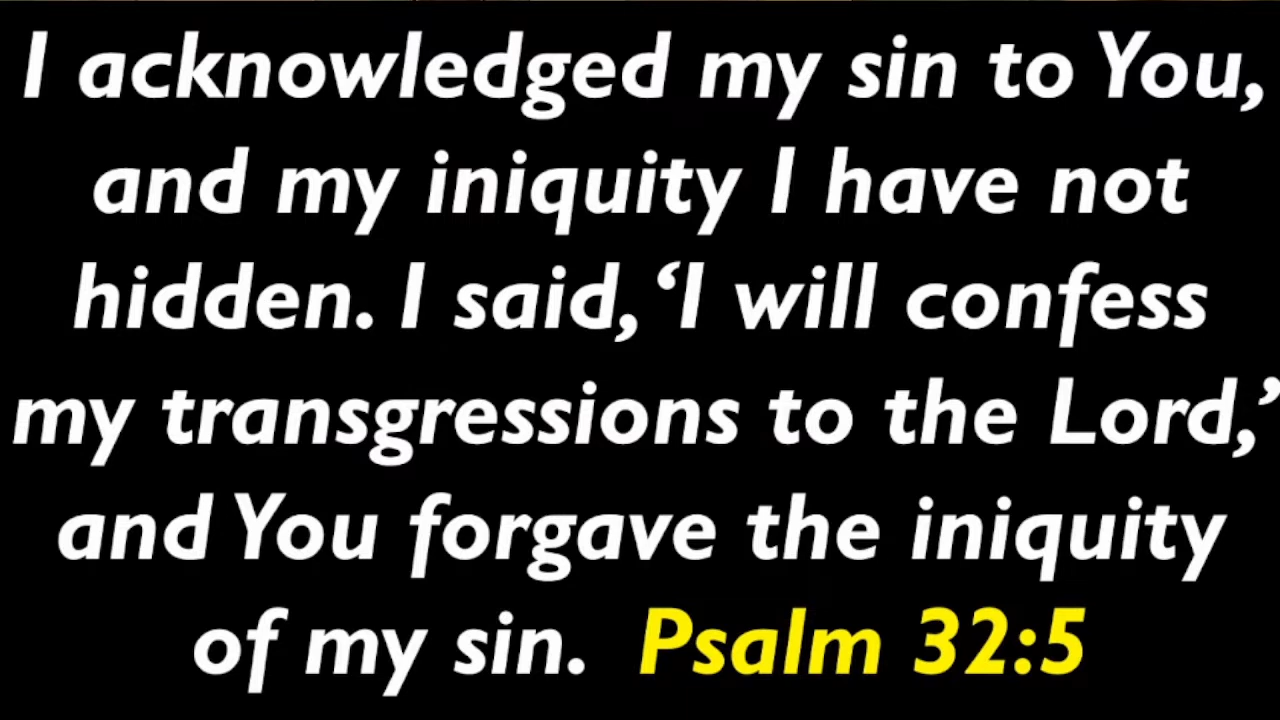 I acknowledged my sin to You,
and my iniquity I have not
hidden. I said, ‘I will confess
my transgressions to the Lord,’
and You forgave the iniquity
of my sin. Psalm 32:5